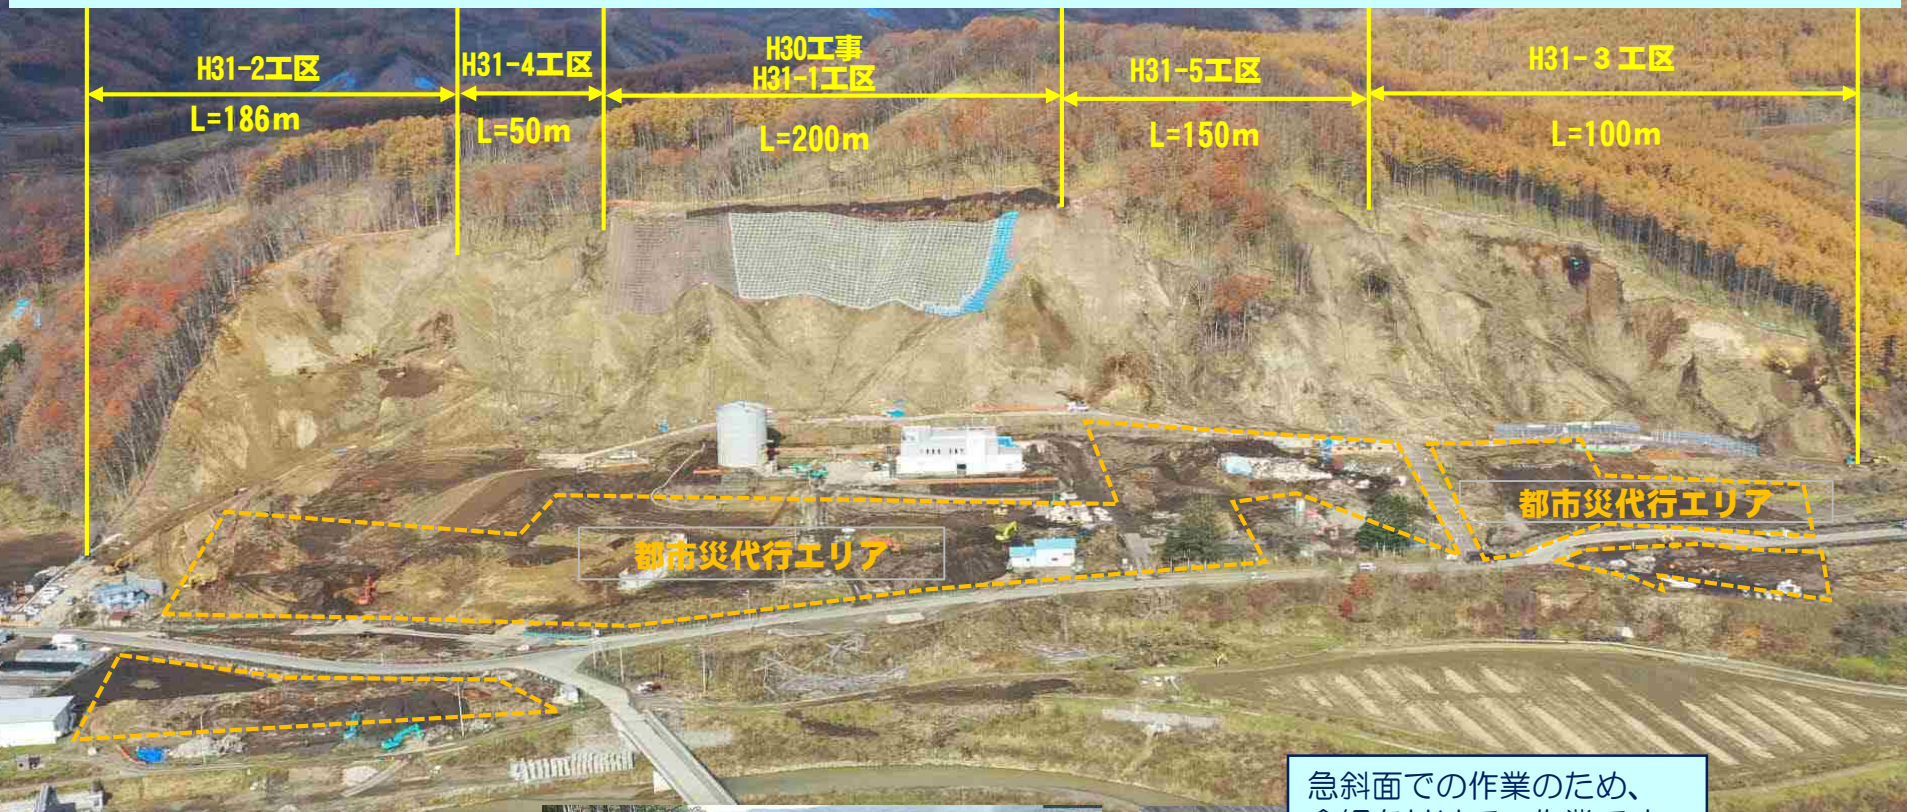 H31-2工区
L=186m
H31-4工区
L=50m
H30工事
H31-1工区
L=200m
H31-5工区
L=150m
H31-３工区
L=100m
都市災代行エリア
都市災代行エリア
急斜面での作業のため、